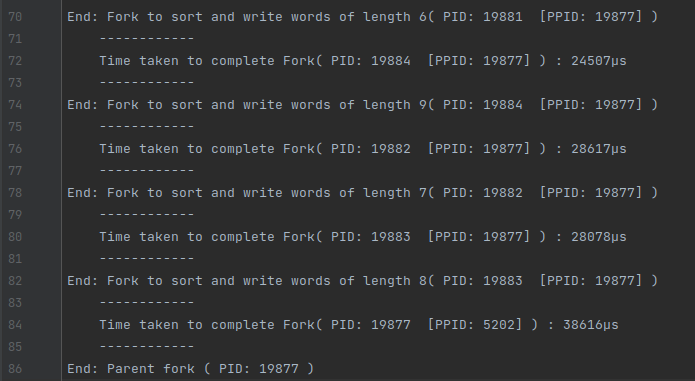 70 End: Fork to sort and write words of length 6( PID: 19881  [PPID: 19877] )
71 ------------
72 Time taken to complete Fork( PID: 19884  [PPID: 19877] ) : 24507µs
73 ------------
74 End: Fork to sort and write words of length 9( PID: 19884  [PPID: 19877] )
75 ------------
76 Time taken to complete Fork( PID: 19882  [PPID: 19877] ) : 28617µs
77 ------------
78 End: Fork to sort and write words of length 7( PID: 19882  [PPID: 19877] )
79 ------------
80 Time taken to complete Fork( PID: 19883  [PPID: 19877] ) : 28078µs
81 ------------
82 End: Fork to sort and write words of length 8( PID: 19883  [PPID: 19877] )
83 ------------
84 Time taken to complete Fork( PID: 19877  [PPID: 5202] ) : 38616µs
85 ------------
86 End: Parent fork ( PID: 19877 )